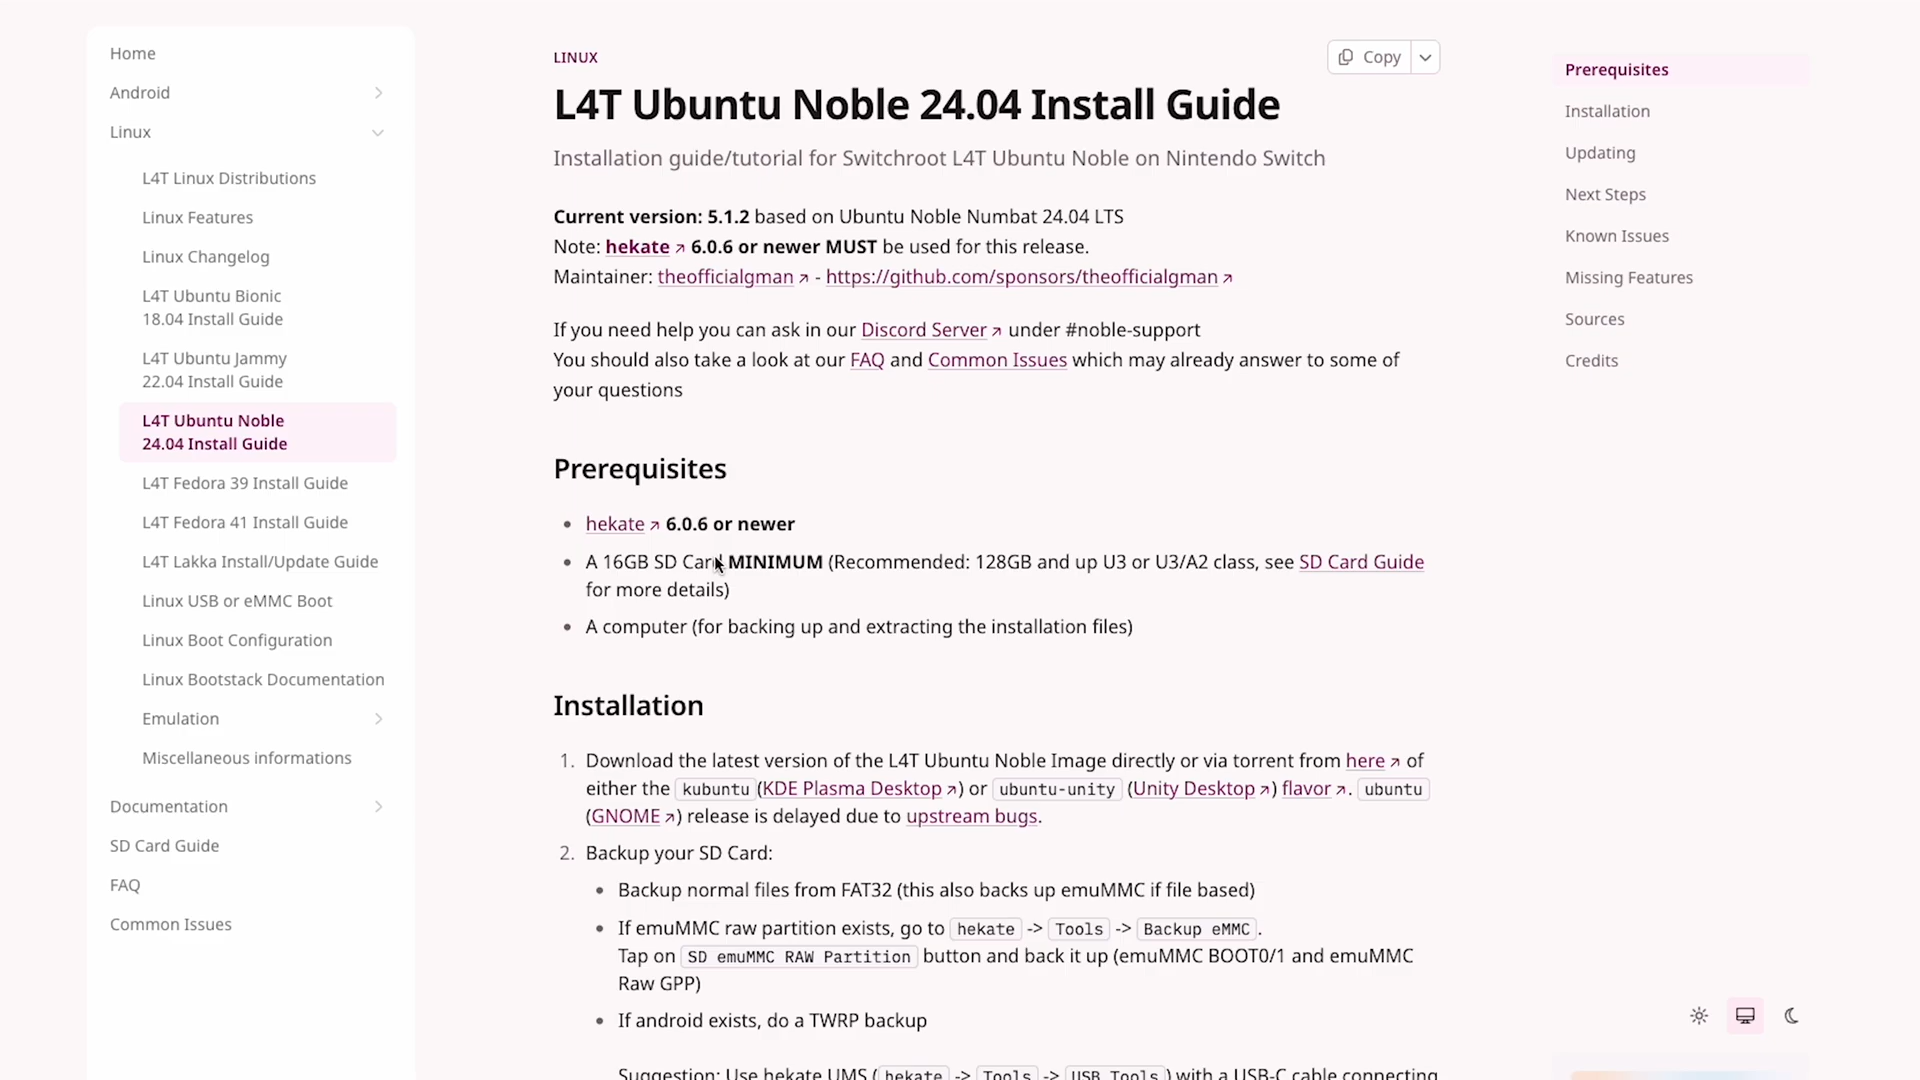 Home
Android
Linux
L4T Linux Distributions
Linux Features
Linux Changelog
L4T Ubuntu Bionic
18.04 Install Guide
L4T Ubuntu Jammy
22.04 Install Guide
L4T Ubuntu Noble
24.04 Install Guide
L4T Fedora 39 Install Guide
L4T Fedora 41 Install Guide
L4T Lakka Install/Update Guide
Linux USB or eMMC Boot
Linux Boot Configuration
Linux Bootstack Documentation
Emulation
Miscellaneous informations
Documentation
SD Card Guide
FAQ
Common Issues
LINUX
Copy
L4T Ubuntu Noble 24.04 Install Guide
Installation guide/tutorial for Switchroot L4T Ubuntu Noble on Nintendo Switch
Current version: 5.1.2 based on Ubuntu Noble Numbat 24.04 LTS
Note: hekate 6.0.6 or newer MUST be used for this release.
Maintainer: theofficialgman - https://github.com/sponsors/theofficialgman
If you need help you can ask in our Discord Server under #noble-support
You should also take a look at our FAQ and Common Issues which may already answer to some of
your questions
Prerequisites
• hekate 6.0.6 or newer
• A 16GB SD Card MINIMUM (Recommended: 128GB and up U3 or U3/A2 class, see SD Card Guide
for more details)
• A computer (for backing up and extracting the installation files)
Installation
1. Download the latest version of the L4T Ubuntu Noble Image directly or via torrent from here of
either the kubuntu (KDE Plasma Desktop) or ubuntu-unity (Unity Desktop) flavor. ubuntu
(GNOME) release is delayed due to upstream bugs.
2. Backup your SD Card:
• Backup normal files from FAT32 (this also backs up emuMMC if file based)
• If emuMMC raw partition exists, go to hekate -> Tools -> Backup eMMC.
Tap on SD emuMMC RAW Partition button and back it up (emuMMC BOOT0/1 and emuMMC
Raw GPP)
• If android exists, do a TWRP backup
Suggestion: Use hekate UMS (hekate -> Tools -> USB Tools) with a USB-C cable connecting
Prerequisites
Installation
Updating
Next Steps
Known Issues
Missing Features
Sources
Credits